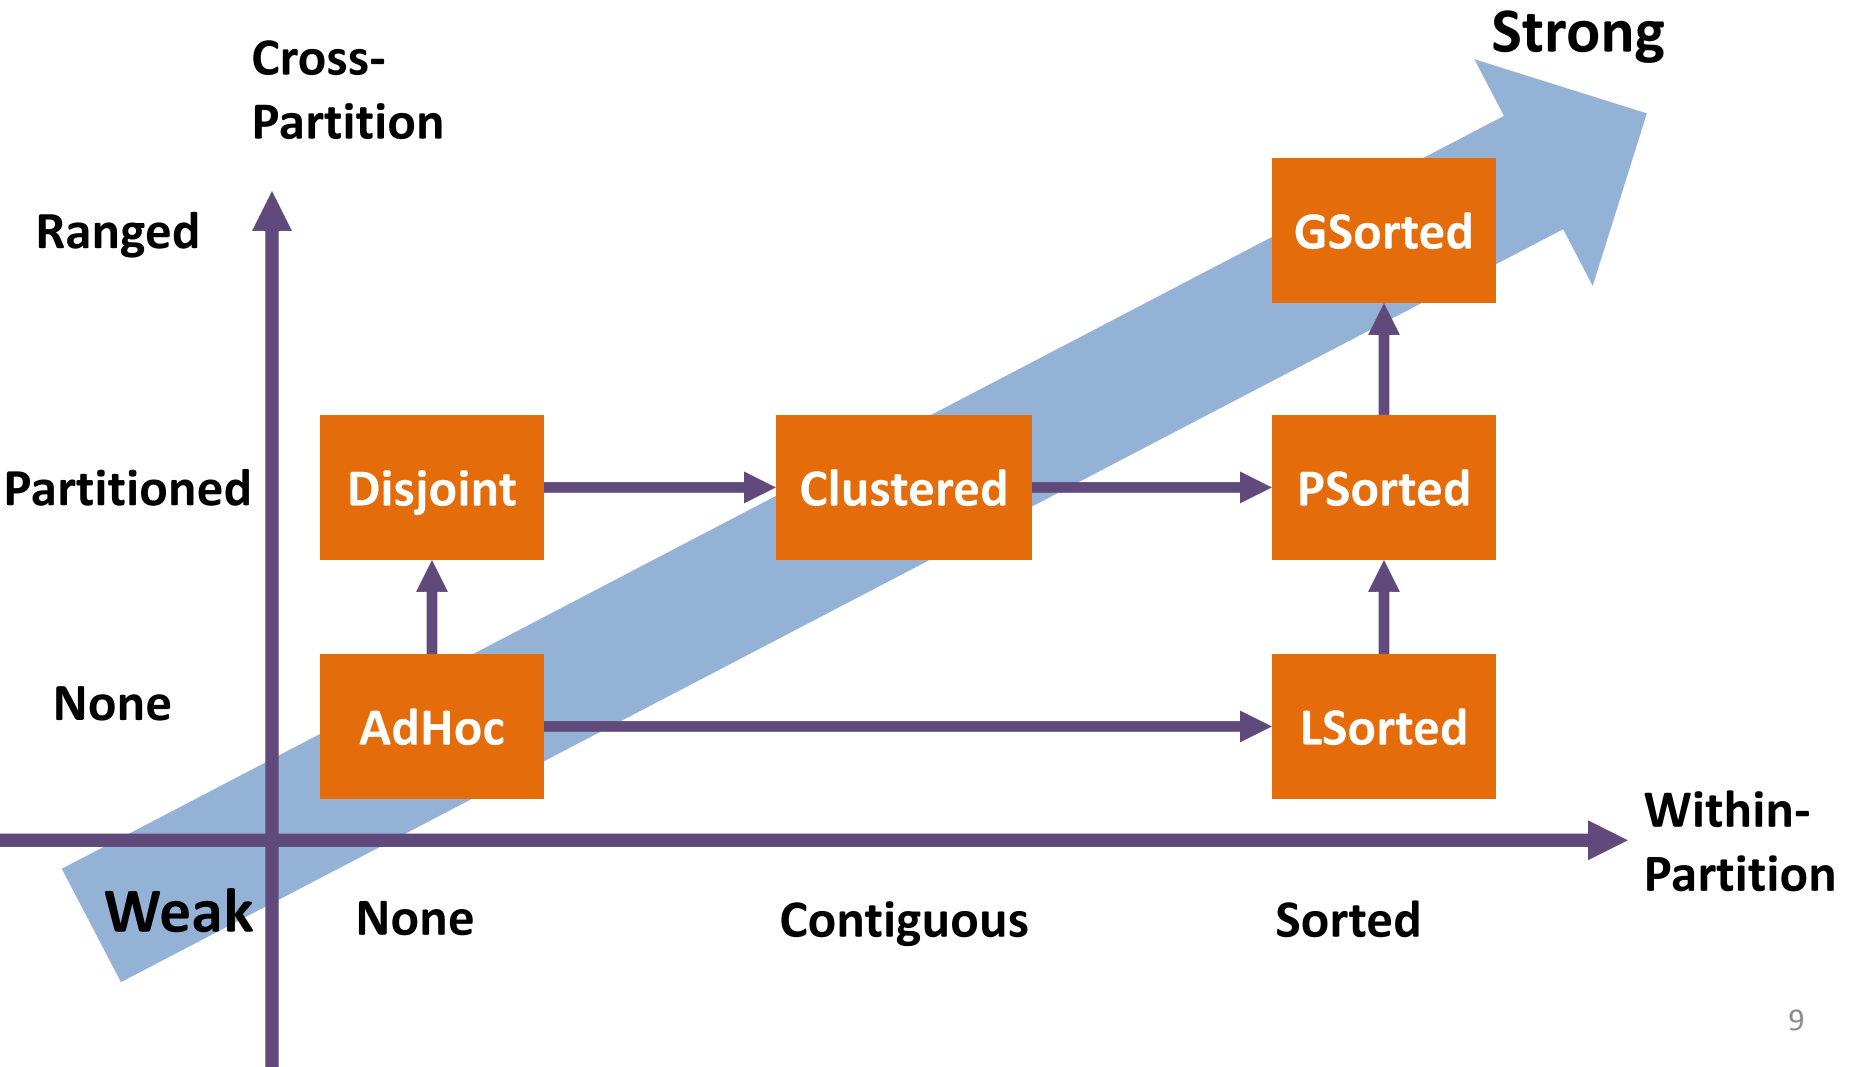 Strong
Cross-
Partition
Ranged
GSorted
Partitioned
Disjoint
Clustered
PSorted
None
AdHoc
LSorted
Within-
Partition
Weak
None
Contiguous
Sorted
9